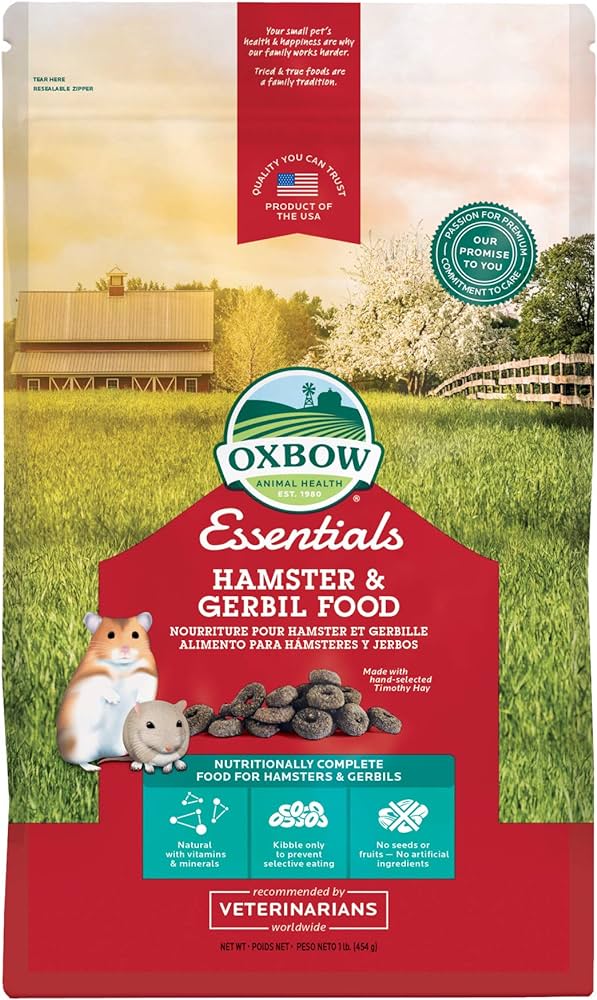 Your small pet's
health & happiness are why
our family works harder.
Tried & true foods are
a family tradition.
TEAR HERE
RESEALABLE ZIPPER
QUALITY YOU CAN TRUST
PRODUCT OF
THE USA
PASSION FOR PREMIUM
OUR
PROMISE
TO YOU
COMMITMENT TO CARE
OXBOW
ANIMAL HEALTH
EST. 1980
®
Essentials
HAMSTER &
GERBIL FOOD
NOURRITURE POUR HAMSTER ET GERBILLE
ALIMENTO PARA HÁMSTERES Y JERBOS
Made with
hand-selected
Timothy Hay
NUTRITIONALLY COMPLETE
FOOD FOR HAMSTERS & GERBILS
Natural
with vitamins
& minerals
Kibble only
to prevent
selective eating
No seeds or
fruits — No artificial
ingredients
recommended by
VETERINARIANS
worldwide
NET WT • POIDS NET • PESO NETO 1 lb. (454 g)